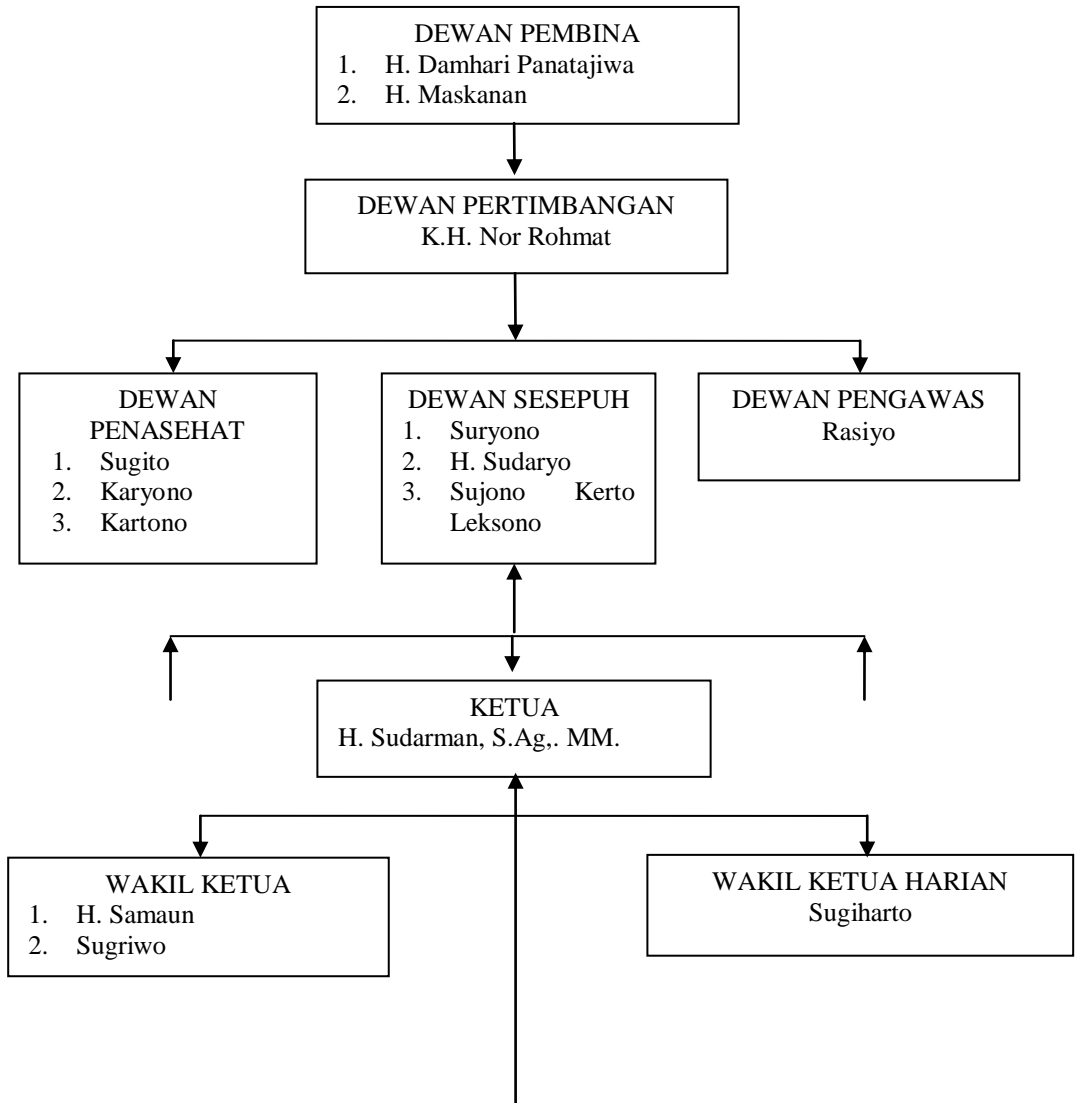 DEWAN PEMBINA
1. H. Damhari Panatajiwa
2. H. Maskanan
DEWAN PERTIMBANGAN
K.H. Nor Rohmat
DEWAN
PENASEHAT
1. Sugito
2. Karyono
3. Kartono
DEWAN SESEPUH
1. Suryono
2. H. Sudaryo
3. Sujono Kerto
Leksono
DEWAN PENGAWAS
Rasiyo
KETUA
H. Sudarman, S.Ag,. MM.
WAKIL KETUA
1. H. Samaun
2. Sugriwo
WAKIL KETUA HARIAN
Sugiharto